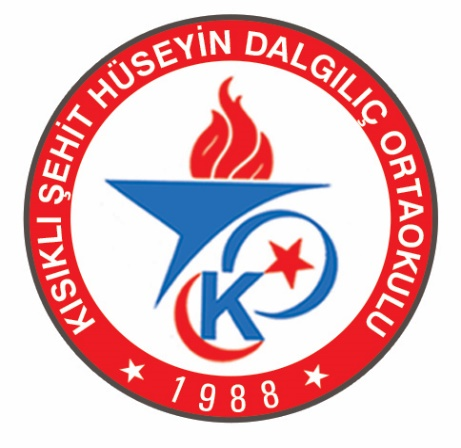 KISIKLI ŞEHİT HÜSEYİN DALGILIÇ ORTAOKULU
K
1988